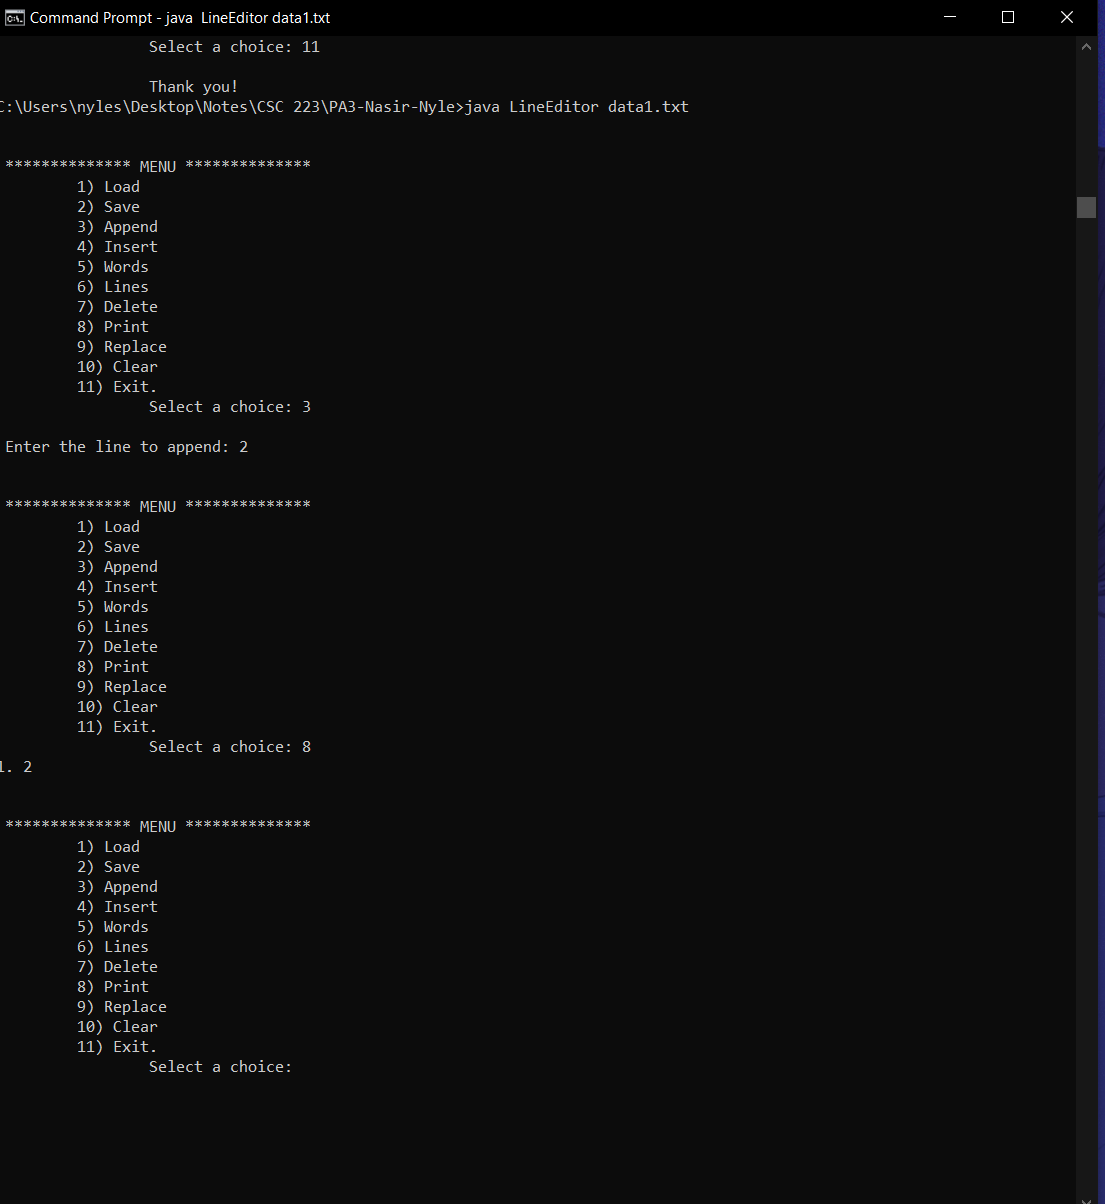 Command Prompt - java  LineEditor data1.txt
Select a choice: 11
Thank you!
C:\Users\nyles\Desktop\Notes\CSC 223\PA3-Nasir-Nyle>java LineEditor data1.txt
************** MENU **************
1) Load
2) Save
3) Append
4) Insert
5) Words
6) Lines
7) Delete
8) Print
9) Replace
10) Clear
11) Exit.
Select a choice: 3
Enter the line to append: 2
************** MENU **************
1) Load
2) Save
3) Append
4) Insert
5) Words
6) Lines
7) Delete
8) Print
9) Replace
10) Clear
11) Exit.
Select a choice: 8
1. 2
************** MENU **************
1) Load
2) Save
3) Append
4) Insert
5) Words
6) Lines
7) Delete
8) Print
9) Replace
10) Clear
11) Exit.
Select a choice: